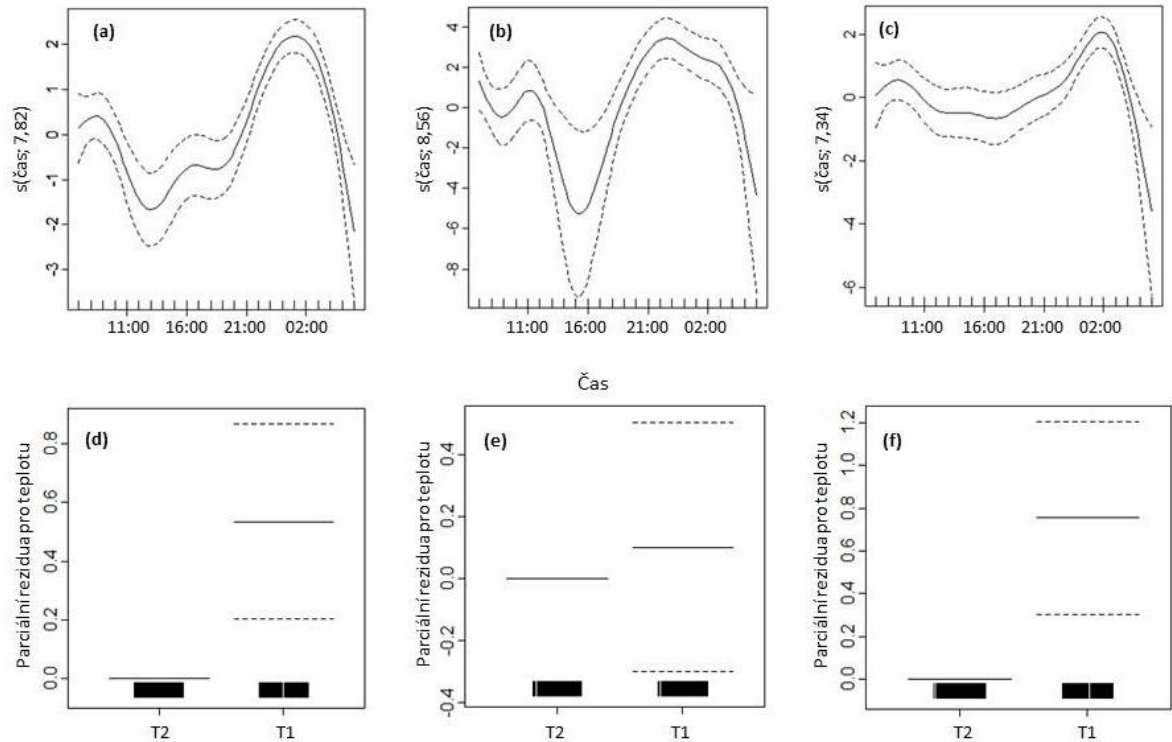 (a)
s(čas; 7,82)
2
1
0
-1
-2
-3
11:00 16:00 21:00 02:00
(b)
s(čas; 8,56)
4
2
0
-2
-4
-6
-8
11:00 16:00 21:00 02:00
(c)
s(čas; 7,34)
2
0
-2
-4
-6
11:00 16:00 21:00 02:00
Čas
(d)
Parciální rezidua pro teplotu
0.8
0.6
0.4
0.2
0.0
T2 T1
(e)
Parciální rezidua pro teplotu
0.4
0.2
0.0
-0.2
-0.4
T2 T1
(f)
Parciální rezidua pro teplotu
1.2
1.0
0.8
0.6
0.4
0.2
0.0
T2 T1